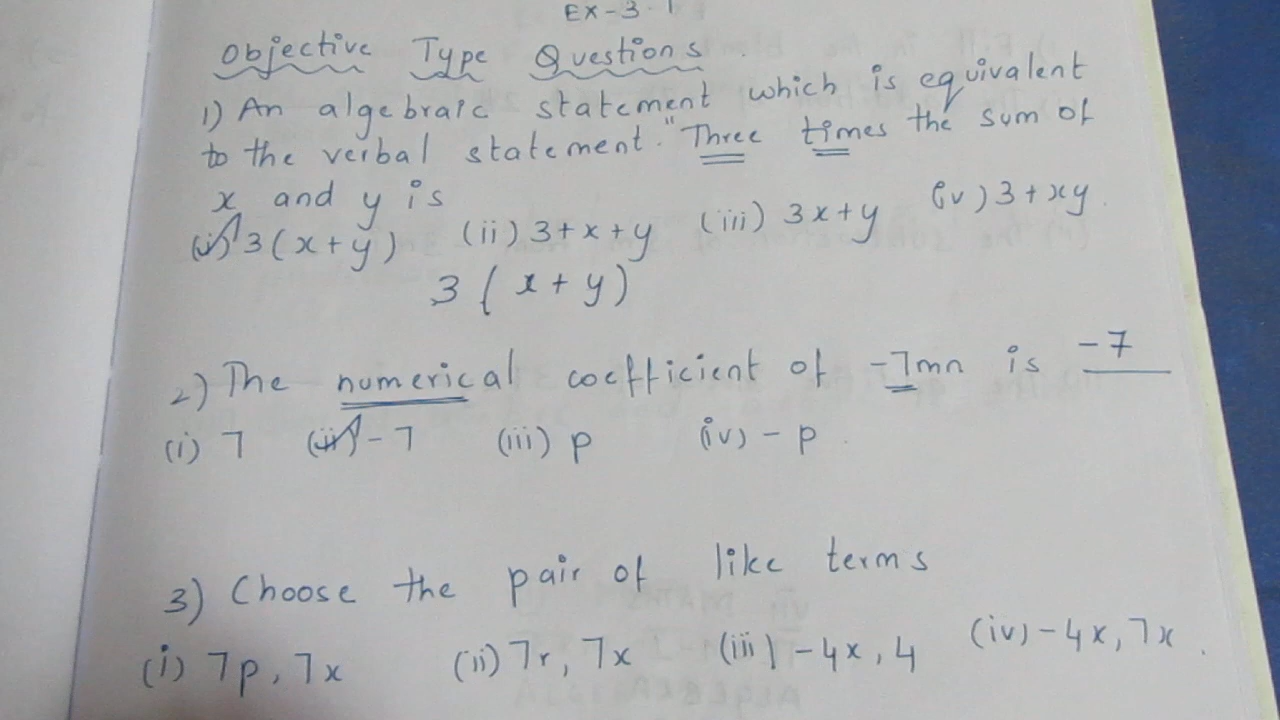 EX-3.1
Objective Type Questions.
1) An algebraic statement which is equivalent
to the verbal statement. "Three times the sum of
x and y is
(i) 3(x+y) (ii) 3+x+y (iii) 3x+y (iv) 3+xy.
3(x+y)
2) The numerical coefficient of -7mn is -7
(i) 7 (ii) -7 (iii) p (iv) -p.
3) Choose the pair of like terms
(i) 7p, 7x (ii) 7r, 7x (iii) -4x, 4 (iv) -4x, 7x.